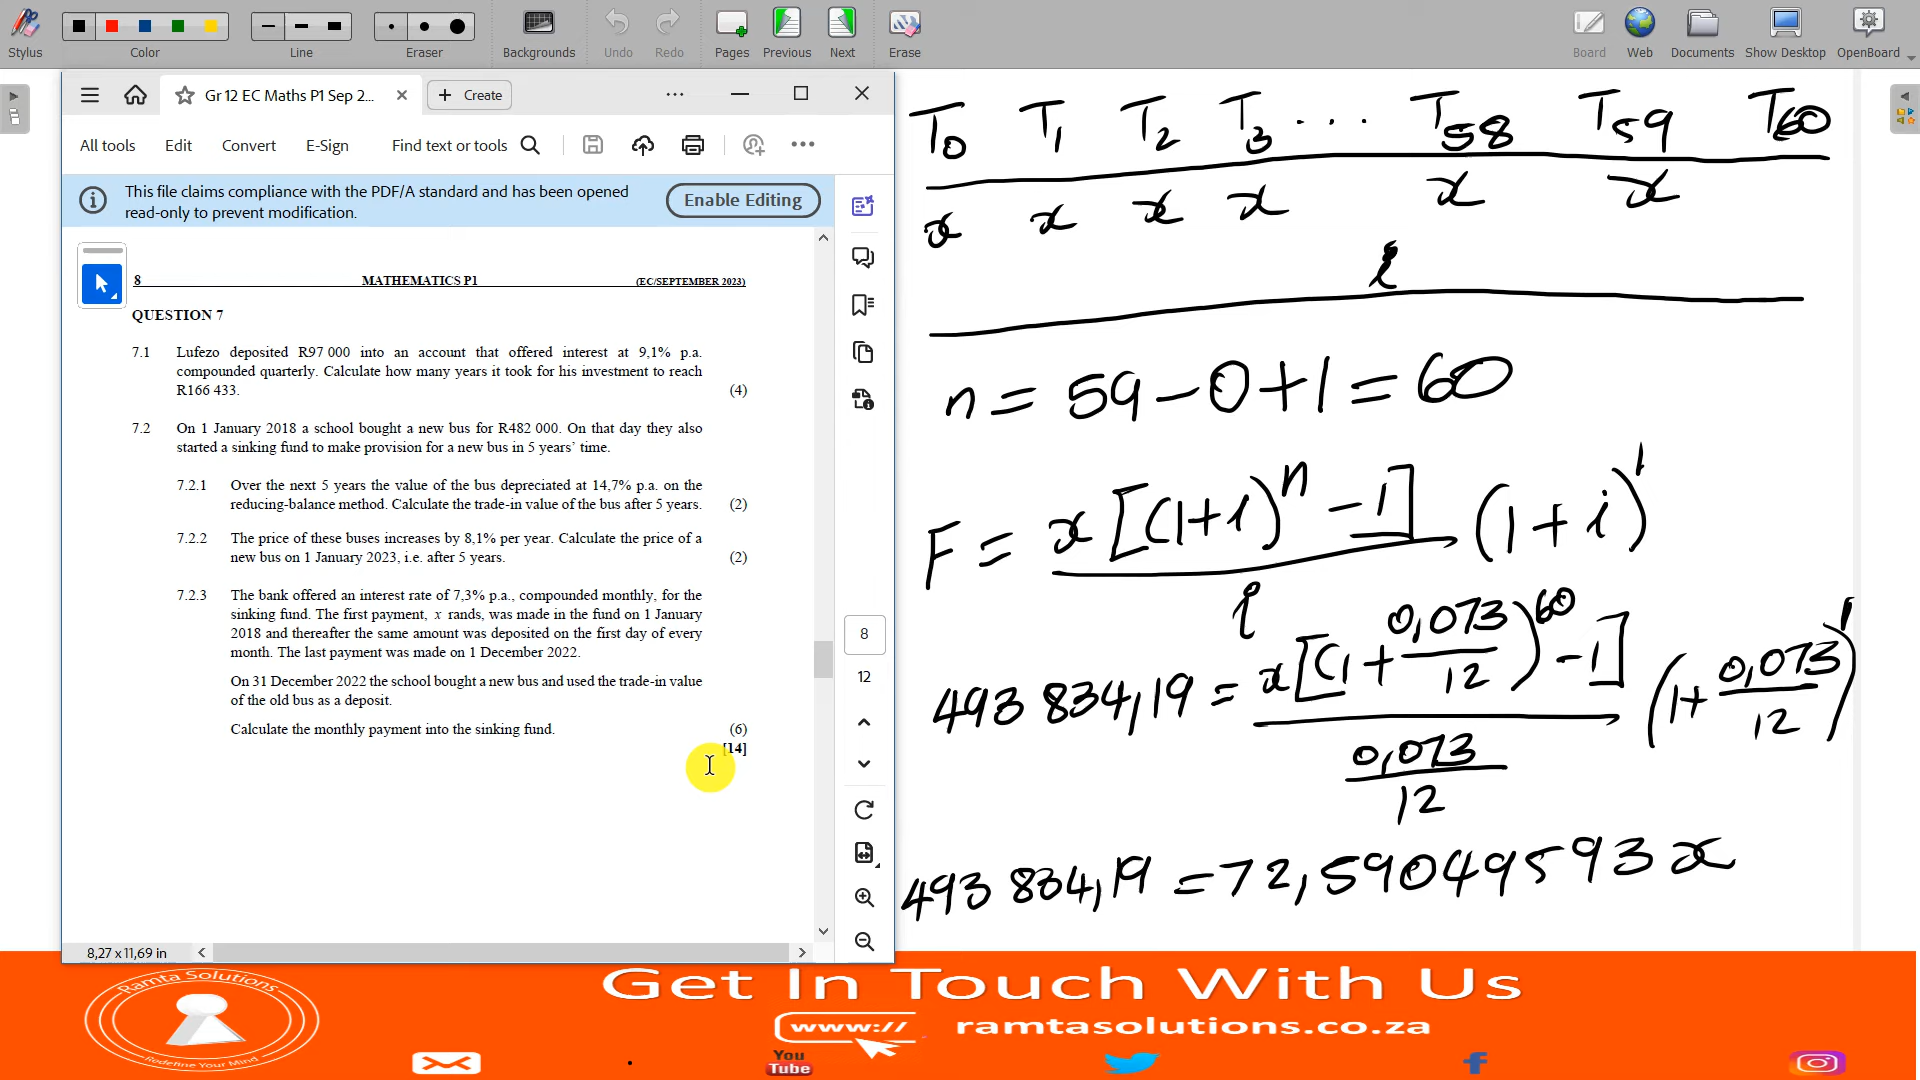 Stylus
Color
Line
Eraser
Backgrounds
Undo
Redo
Pages
Previous
Next
Erase
Board
Web
Documents
Show Desktop
OpenBoard
Gr 12 EC Maths P1 Sep 2...
+ Create
All tools
Edit
Convert
E-Sign
Find text or tools
This file claims compliance with the PDF/A standard and has been opened
read-only to prevent modification.
Enable Editing
8 MATHEMATICS P1 (EC/SEPTEMBER 2023)
QUESTION 7
7.1 Lufezo deposited R97 000 into an account that offered interest at 9,1% p.a.
compounded quarterly. Calculate how many years it took for his investment to reach
R166 433. (4)
7.2 On 1 January 2018 a school bought a new bus for R482 000. On that day they also
started a sinking fund to make provision for a new bus in 5 years' time.
7.2.1 Over the next 5 years the value of the bus depreciated at 14,7% p.a. on the
reducing-balance method. Calculate the trade-in value of the bus after 5 years. (2)
7.2.2 The price of these buses increases by 8,1% per year. Calculate the price of a
new bus on 1 January 2023, i.e. after 5 years. (2)
7.2.3 The bank offered an interest rate of 7,3% p.a., compounded monthly, for the
sinking fund. The first payment, x rands, was made in the fund on 1 January
2018 and thereafter the same amount was deposited on the first day of every
month. The last payment was made on 1 December 2022.
On 31 December 2022 the school bought a new bus and used the trade-in value
of the old bus as a deposit.
Calculate the monthly payment into the sinking fund. (6)
[14]
8
12
8,27 x 11,69 in
T0 T1 T2 T3 ... T58 T59 T60
x x x x x x
i
n = 59 - 0 + 1 = 60
F = x[(1+i)^n - 1] (1+i)^1
i
493 834,19 = x[(1 + 0,073/12)^60 - 1] (1 + 0,073/12)^1
0,073
12
493 834,19 = 72,59049593 x
Get In Touch With Us
www://
ramtasolutions.co.za
Ramta Solutions
Redefine Your Mind
You
Tube